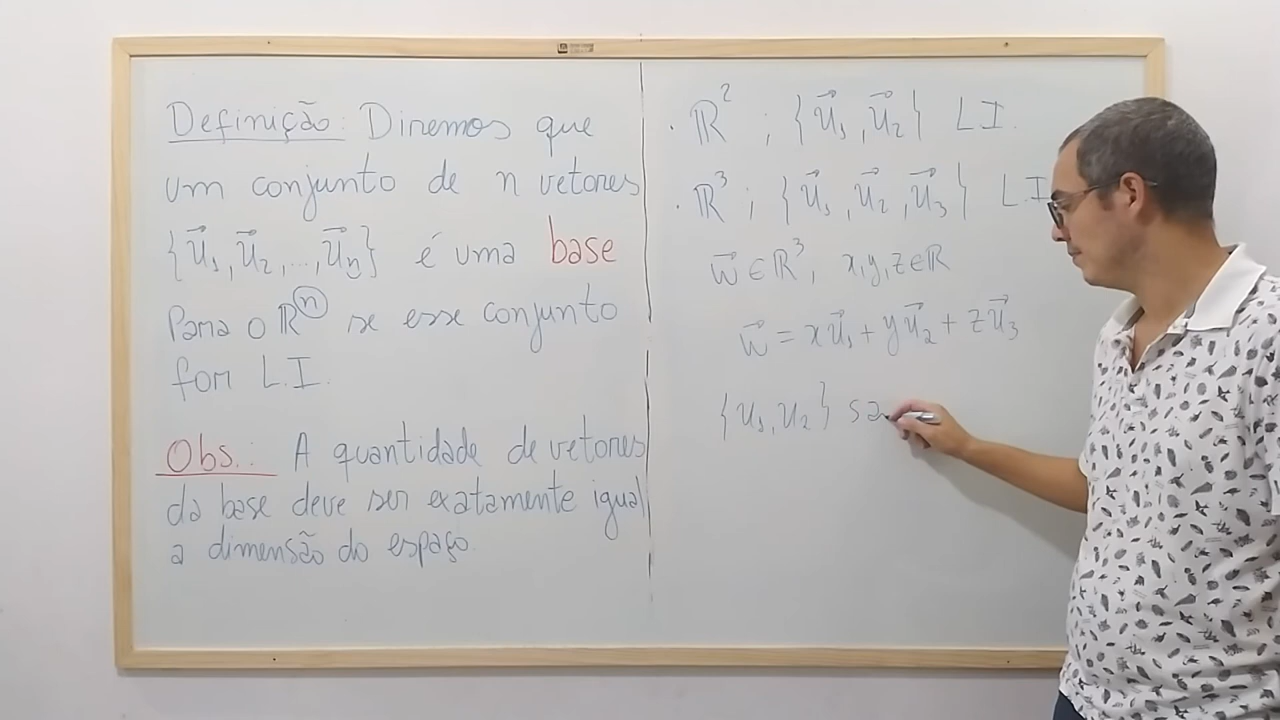 Definição: Diremos que
um conjunto de n vetores
{u⃗₁, u⃗₂, ..., u⃗ₙ} é uma base
para o ℝⁿ se esse conjunto
for L.I.
Obs.: A quantidade de vetores
da base deve ser exatamente igual
a dimensão do espaço.
· ℝ² ; {u⃗₁, u⃗₂} L.I.
· ℝ³ ; {u⃗₁, u⃗₂, u⃗₃} L.I
w⃗ ∈ ℝ³, x, y, z ∈ ℝ
w⃗ = xu⃗₁ + yu⃗₂ + zu⃗₃
{u₁, u₂} sa